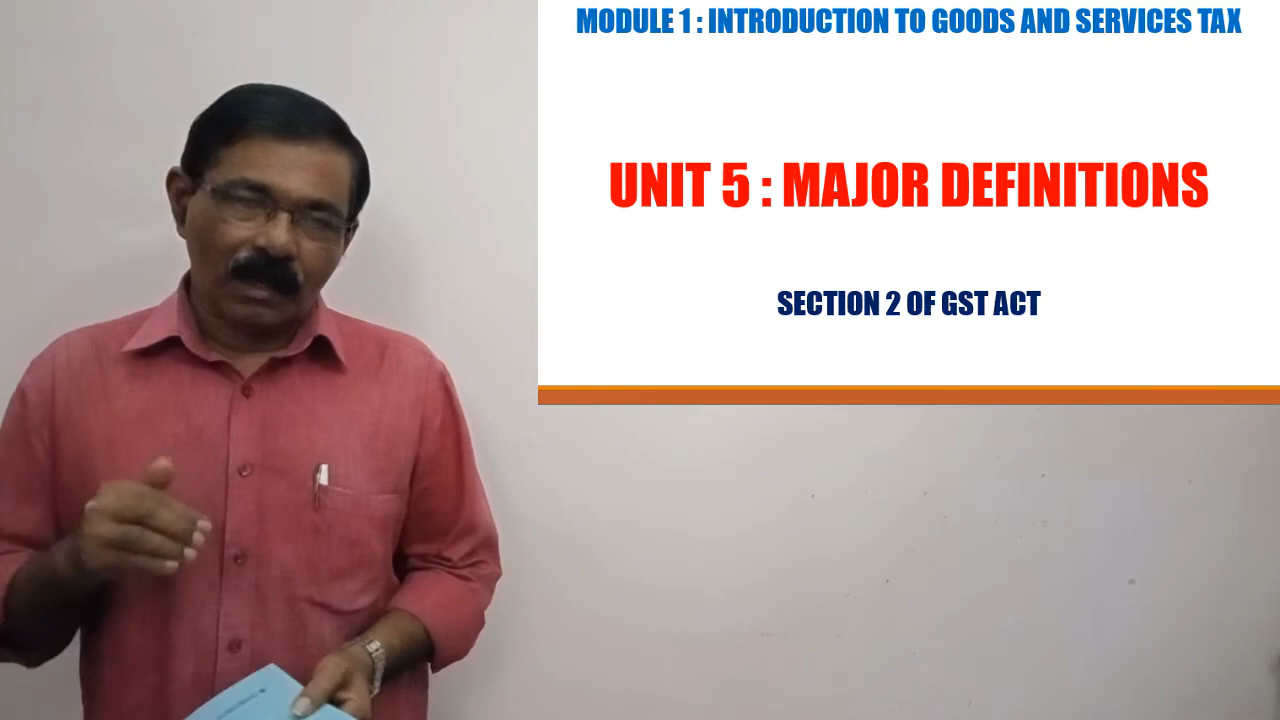 MODULE 1 : INTRODUCTION TO GOODS AND SERVICES TAX
UNIT 5 : MAJOR DEFINITIONS
SECTION 2 OF GST ACT